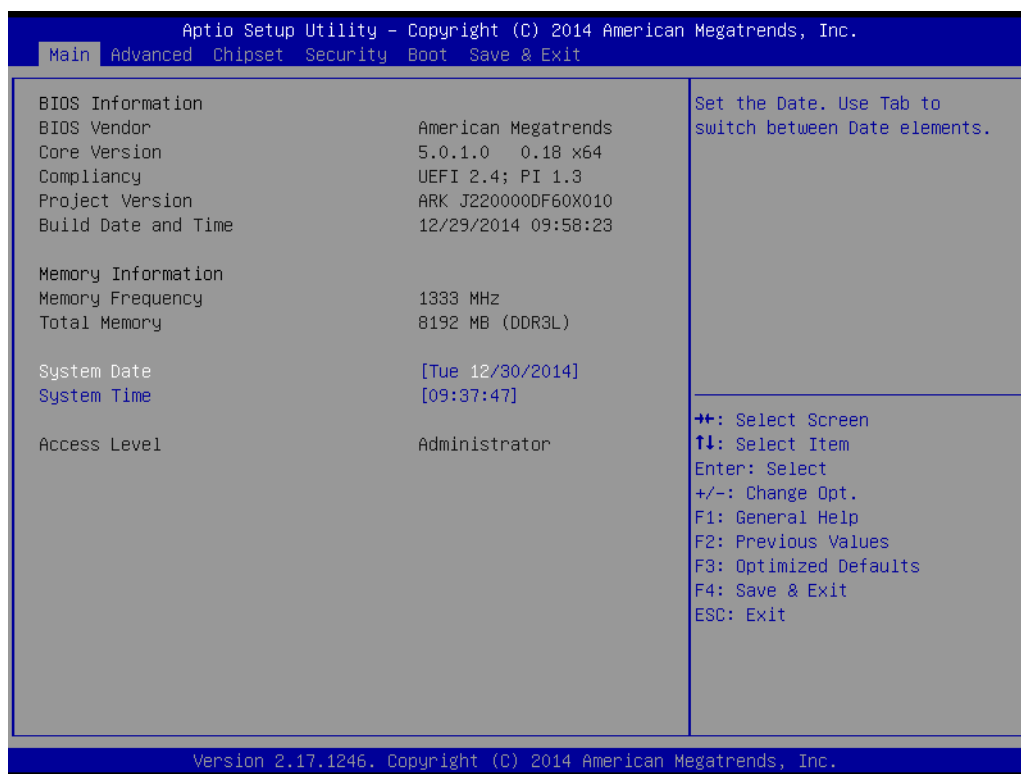 Aptio Setup Utility – Copyright (C) 2014 American Megatrends, Inc.
Main Advanced Chipset Security Boot Save & Exit
BIOS Information
BIOS Vendor American Megatrends
Core Version 5.0.1.0 0.18 x64
Compliancy UEFI 2.4; PI 1.3
Project Version ARK J220000DF60X010
Build Date and Time 12/29/2014 09:58:23
Memory Information
Memory Frequency 1333 MHz
Total Memory 8192 MB (DDR3L)
System Date [Tue 12/30/2014]
System Time [09:37:47]
Access Level Administrator
Set the Date. Use Tab to
switch between Date elements.
→←: Select Screen
↑↓: Select Item
Enter: Select
+/-: Change Opt.
F1: General Help
F2: Previous Values
F3: Optimized Defaults
F4: Save & Exit
ESC: Exit
Version 2.17.1246. Copyright (C) 2014 American Megatrends, Inc.